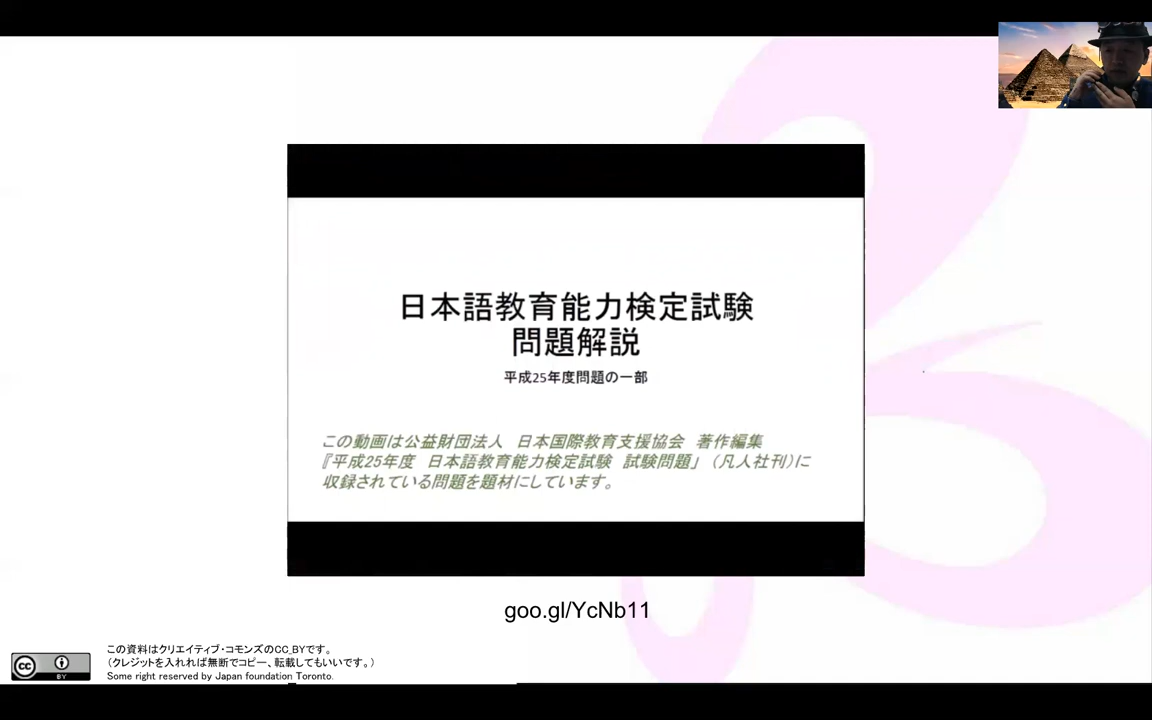 日本語教育能力検定試験
問題解説
平成25年度問題の一部
この動画は公益財団法人　日本国際教育支援協会　著作編集
『平成25年度　日本語教育能力検定試験　試験問題」（凡人社刊）に
収録されている問題を題材にしています。
goo.gl/YcNb11
この資料はクリエイティブ・コモンズのCC_BYです。
（クレジットを入れれば無断でコピー、転載してもいいです。）
Some right reserved by Japan foundation Toronto.
cc
BY